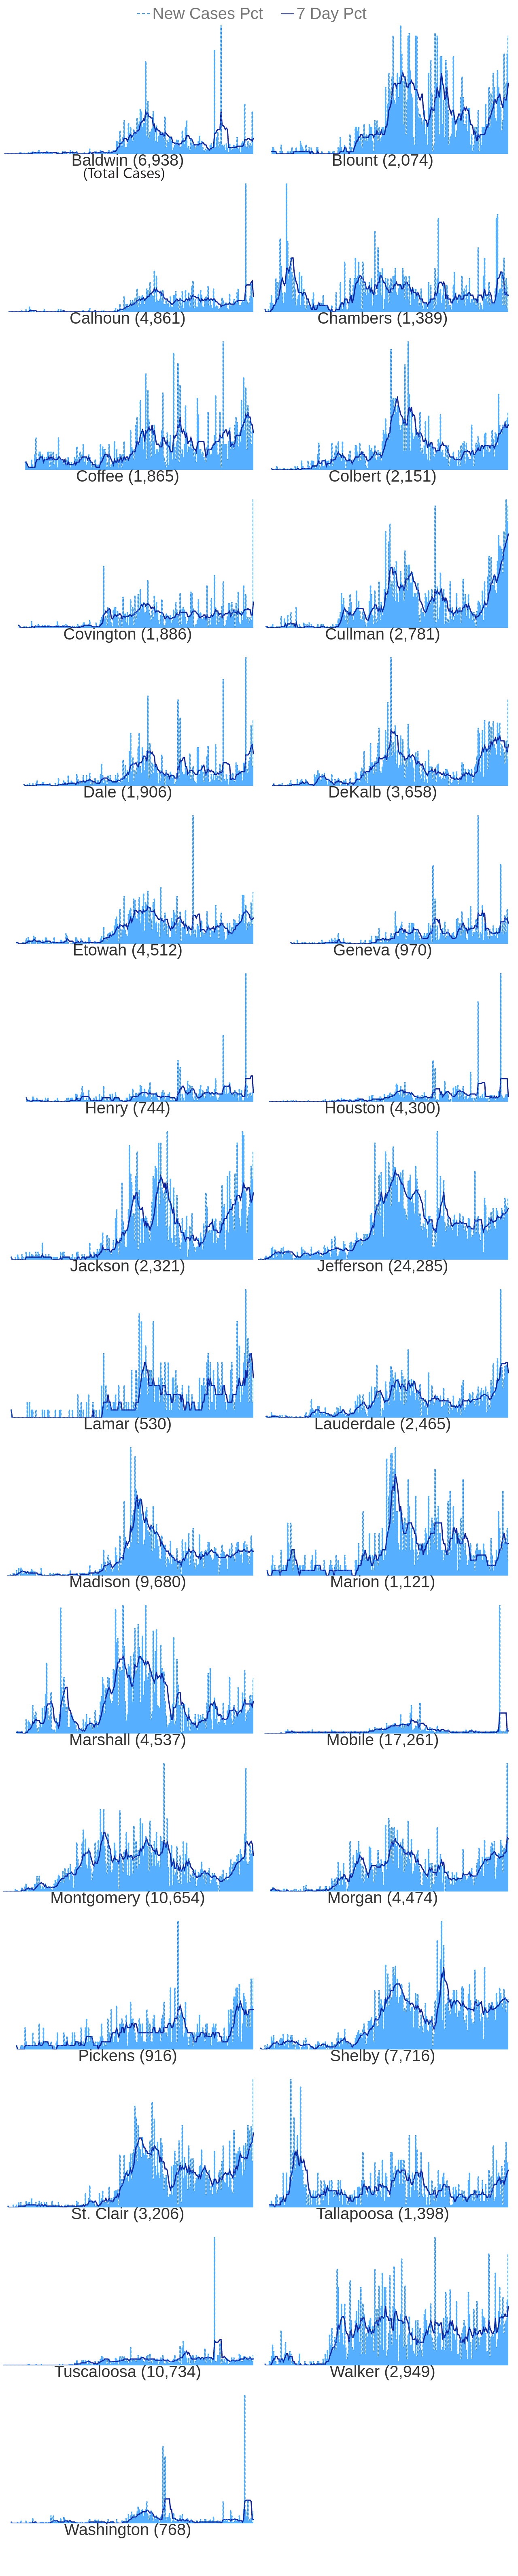 New Cases Pct 7 Day Pct
Baldwin (6,938) Blount (2,074)
(Total Cases)
Calhoun (4,861) Chambers (1,389)
Coffee (1,865) Colbert (2,151)
Covington (1,886) Cullman (2,781)
Dale (1,906) DeKalb (3,658)
Etowah (4,512) Geneva (970)
Henry (744) Houston (4,300)
Jackson (2,321) Jefferson (24,285)
Lamar (530) Lauderdale (2,465)
Madison (9,680) Marion (1,121)
Marshall (4,537) Mobile (17,261)
Montgomery (10,654) Morgan (4,474)
Pickens (916) Shelby (7,716)
St. Clair (3,206) Tallapoosa (1,398)
Tuscaloosa (10,734) Walker (2,949)
Washington (768)